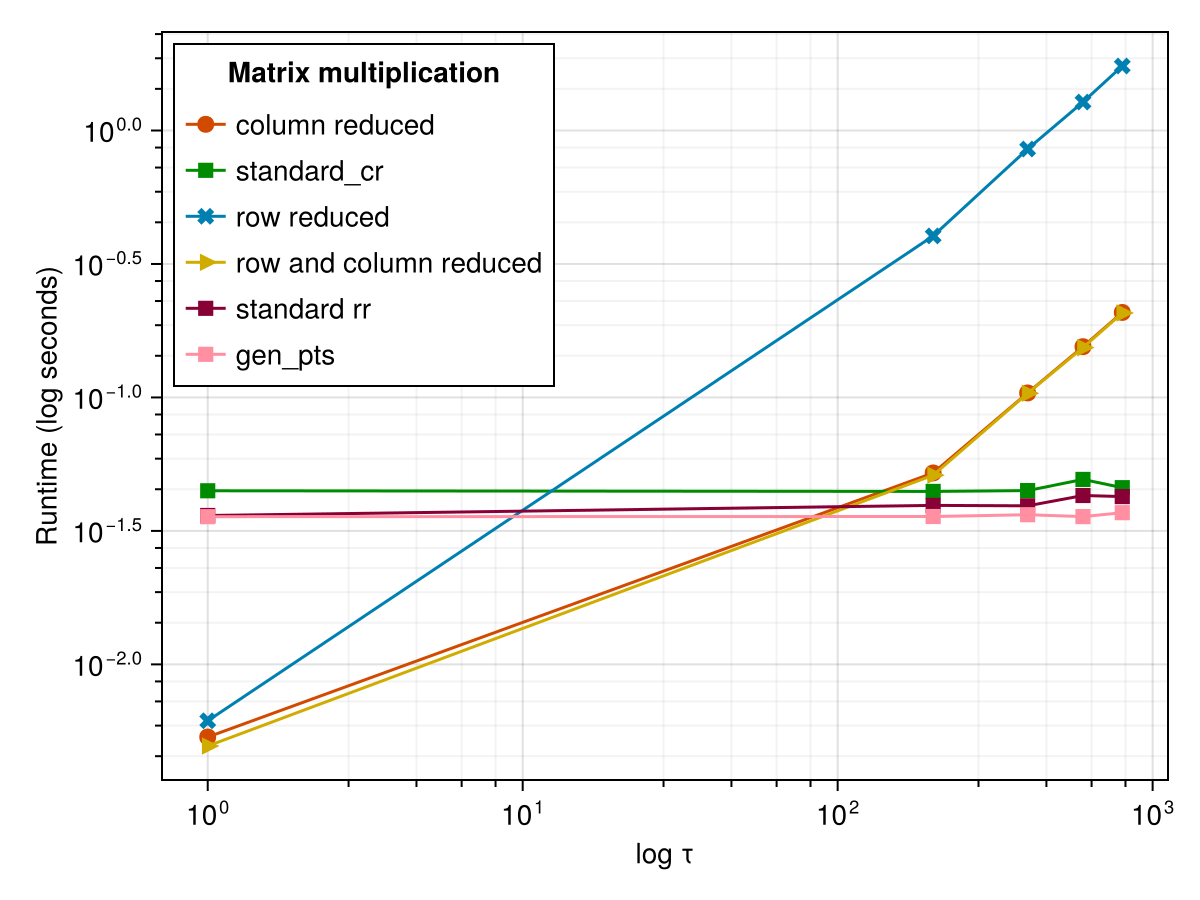 Matrix multiplication
column reduced
standard_cr
row reduced
row and column reduced
standard rr
gen_pts
Runtime (log seconds)
10^0.0
10^−0.5
10^−1.0
10^−1.5
10^−2.0
10^0 10^1 10^2 10^3
log τ